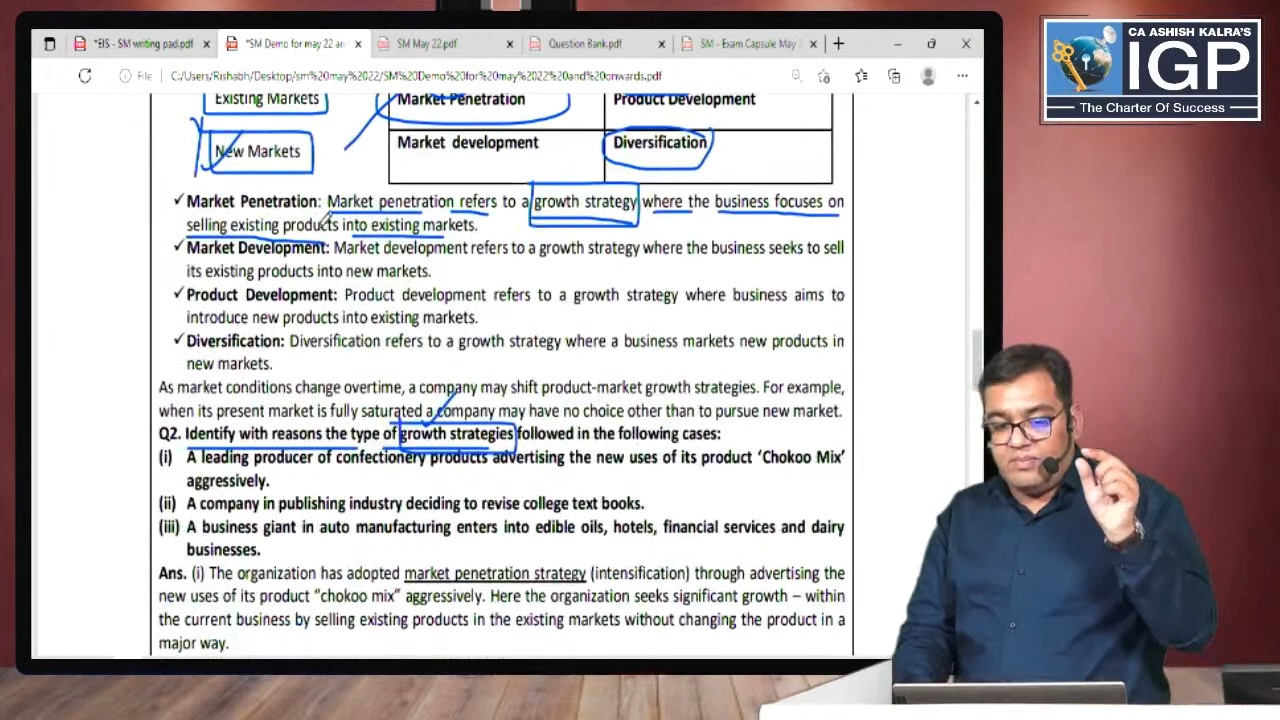 *EIS - SM writing pad.pdf
*SM Demo for may 22 an
SM May 22.pdf
Question Bank.pdf
SM - Exam Capsule May 2
File
C:/Users/Rishabh/Desktop/sm%20may%2022/SM%20Demo%20for%20may%2022%20and%20onwards.pdf
CA ASHISH KALRA'S
IGP
The Charter Of Success
Existing Markets Market Penetration Product Development
New Markets Market development Diversification
✓ Market Penetration: Market penetration refers to a growth strategy where the business focuses on
selling existing products into existing markets.
✓ Market Development: Market development refers to a growth strategy where the business seeks to sell
its existing products into new markets.
✓ Product Development: Product development refers to a growth strategy where business aims to
introduce new products into existing markets.
✓ Diversification: Diversification refers to a growth strategy where a business markets new products in
new markets.
As market conditions change overtime, a company may shift product-market growth strategies. For example,
when its present market is fully saturated a company may have no choice other than to pursue new market.
Q2. Identify with reasons the type of growth strategies followed in the following cases:
(i) A leading producer of confectionery products advertising the new uses of its product ‘Chokoo Mix’
aggressively.
(ii) A company in publishing industry deciding to revise college text books.
(iii) A business giant in auto manufacturing enters into edible oils, hotels, financial services and dairy
businesses.
Ans. (i) The organization has adopted market penetration strategy (intensification) through advertising the
new uses of its product “chokoo mix” aggressively. Here the organization seeks significant growth – within
the current business by selling existing products in the existing markets without changing the product in a
major way.